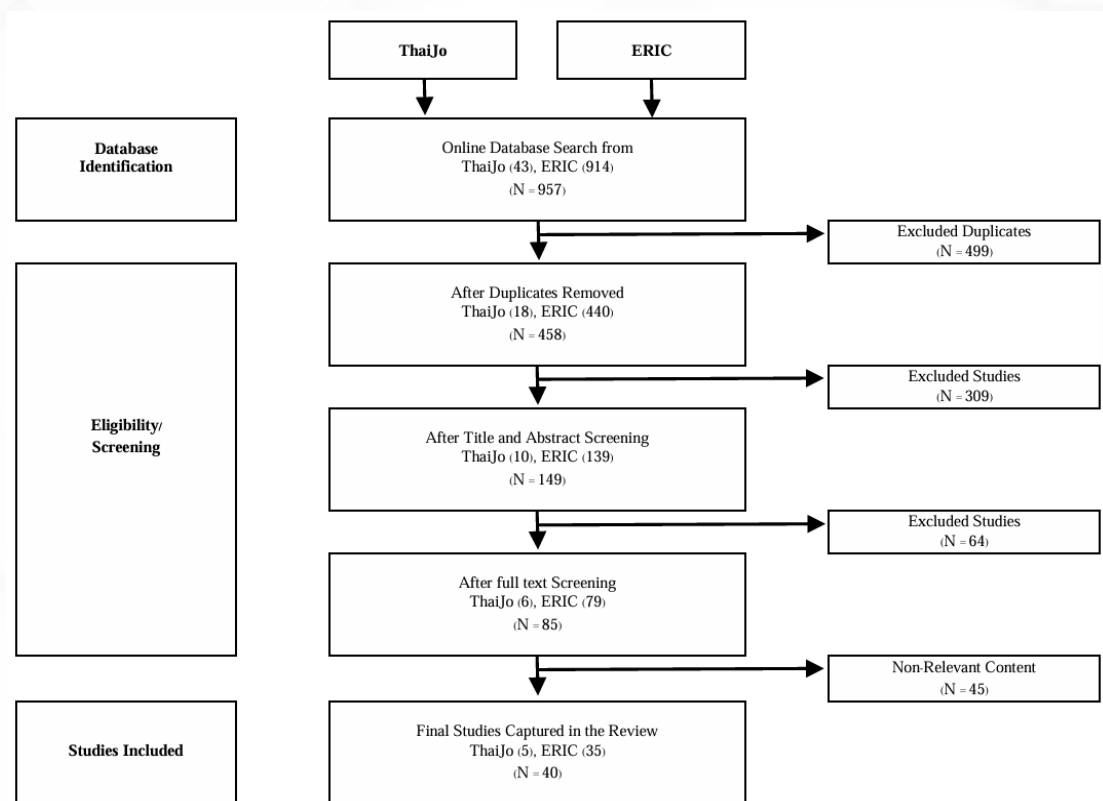 ThaiJo
ERIC
Database
Identification
Online Database Search from
ThaiJo (43), ERIC (914)
(N = 957)
Excluded Duplicates
(N = 499)
Eligibility/
Screening
After Duplicates Removed
ThaiJo (18), ERIC (440)
(N = 458)
Excluded Studies
(N = 309)
After Title and Abstract Screening
ThaiJo (10), ERIC (139)
(N = 149)
Excluded Studies
(N = 64)
After full text Screening
ThaiJo (6), ERIC (79)
(N = 85)
Non-Relevant Content
(N = 45)
Studies Included
Final Studies Captured in the Review
ThaiJo (5), ERIC (35)
(N = 40)